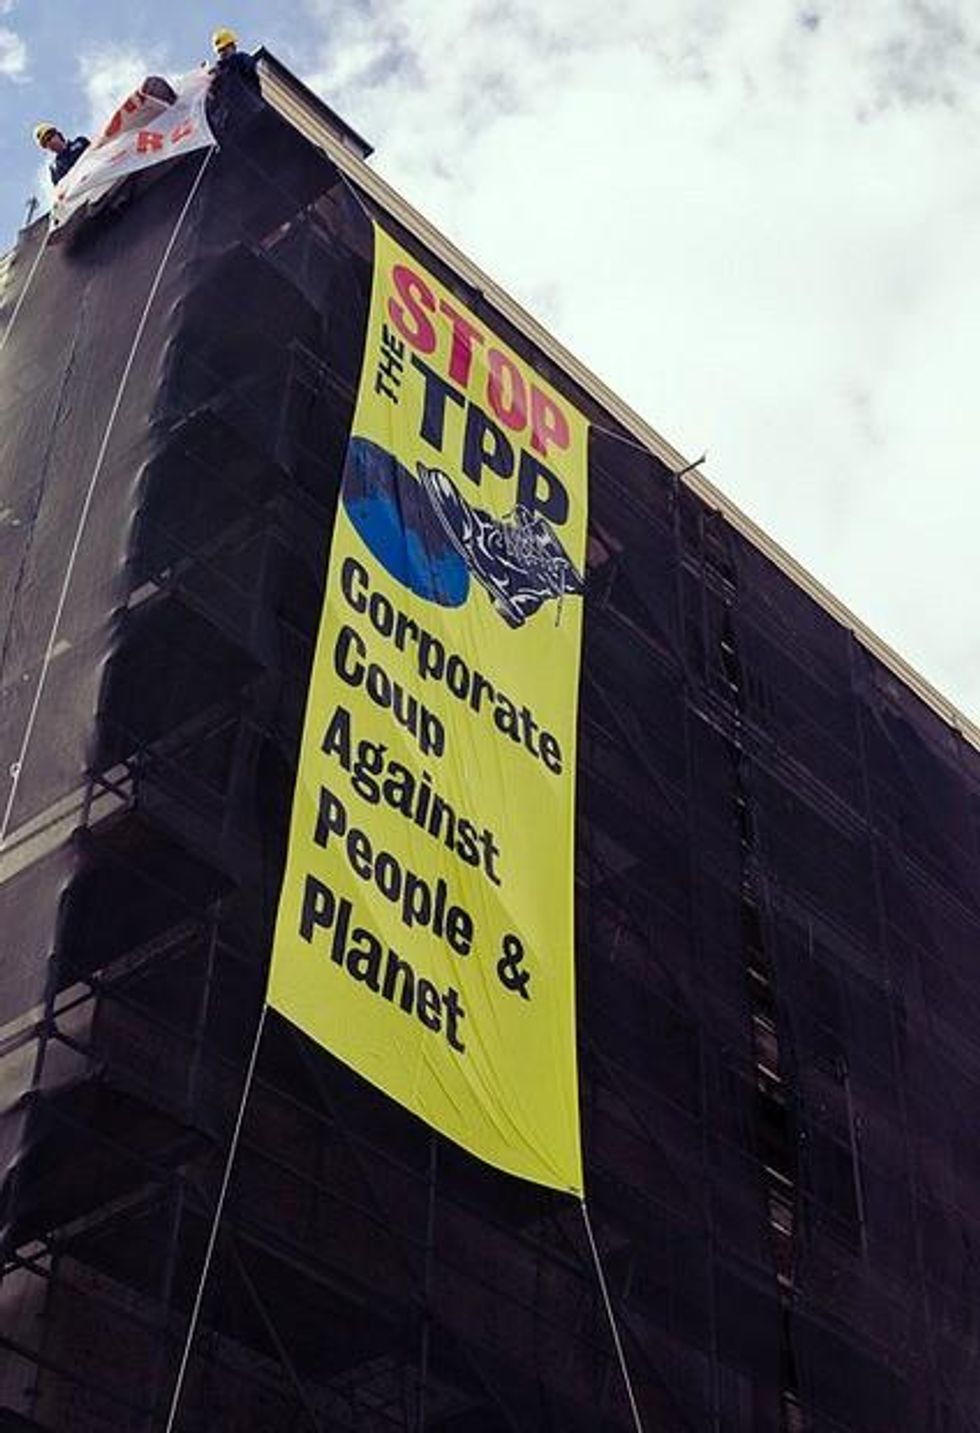 STOP
THE
TPP
Corporate
Coup
Against
People &
Planet